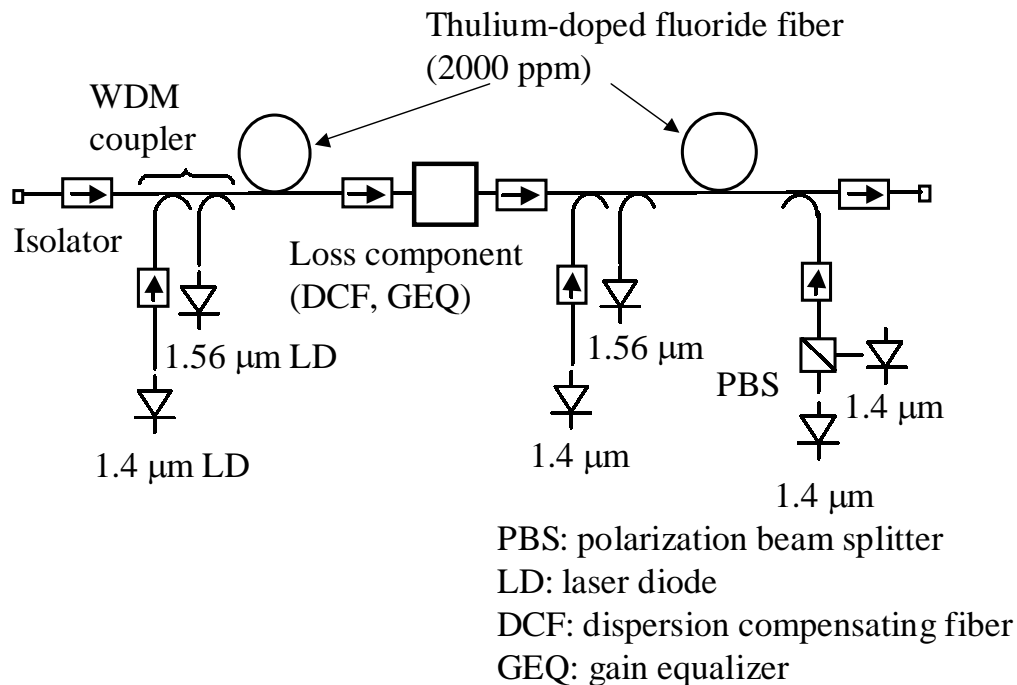 Thulium-doped fluoride fiber
(2000 ppm)
WDM
coupler
Isolator
Loss component
(DCF, GEQ)
1.56 μm LD
1.4 μm LD
1.56 μm
1.4 μm
PBS
1.4 μm
1.4 μm
PBS: polarization beam splitter
LD: laser diode
DCF: dispersion compensating fiber
GEQ: gain equalizer